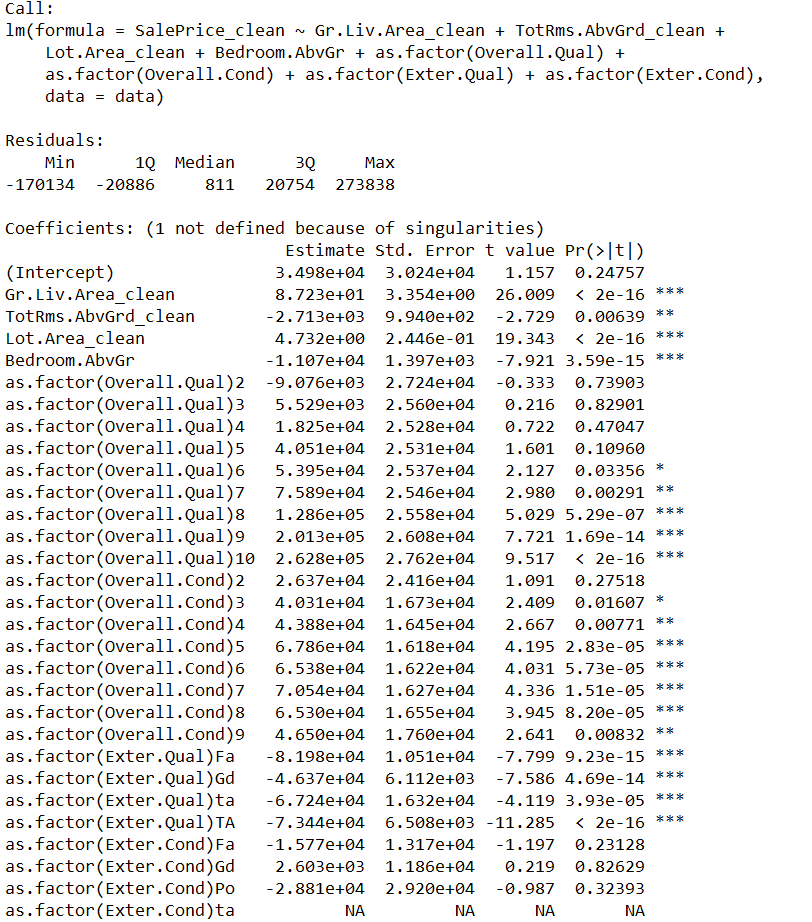 Call:
lm(formula = SalePrice_clean ~ Gr.Liv.Area_clean + TotRms.AbvGrd_clean +
    Lot.Area_clean + Bedroom.AbvGr + as.factor(Overall.Qual) +
    as.factor(Overall.Cond) + as.factor(Exter.Qual) + as.factor(Exter.Cond),
    data = data)
Residuals:
    Min      1Q  Median      3Q     Max
-170134  -20886     811   20754  273838
Coefficients: (1 not defined because of singularities)
                            Estimate Std. Error t value Pr(>|t|)
(Intercept)                3.498e+04  3.024e+04   1.157  0.24757
Gr.Liv.Area_clean          8.723e+01  3.354e+00  26.009  < 2e-16 ***
TotRms.AbvGrd_clean       -2.713e+03  9.940e+02  -2.729  0.00639 **
Lot.Area_clean             4.732e+00  2.446e-01  19.343  < 2e-16 ***
Bedroom.AbvGr             -1.107e+04  1.397e+03  -7.921 3.59e-15 ***
as.factor(Overall.Qual)2  -9.076e+03  2.724e+04  -0.333  0.73903
as.factor(Overall.Qual)3   5.529e+03  2.560e+04   0.216  0.82901
as.factor(Overall.Qual)4   1.825e+04  2.528e+04   0.722  0.47047
as.factor(Overall.Qual)5   4.051e+04  2.531e+04   1.601  0.10960
as.factor(Overall.Qual)6   5.395e+04  2.537e+04   2.127  0.03356 *
as.factor(Overall.Qual)7   7.589e+04  2.546e+04   2.980  0.00291 **
as.factor(Overall.Qual)8   1.286e+05  2.558e+04   5.029 5.29e-07 ***
as.factor(Overall.Qual)9   2.013e+05  2.608e+04   7.721 1.69e-14 ***
as.factor(Overall.Qual)10  2.628e+05  2.762e+04   9.517  < 2e-16 ***
as.factor(Overall.Cond)2   2.637e+04  2.416e+04   1.091  0.27518
as.factor(Overall.Cond)3   4.031e+04  1.673e+04   2.409  0.01607 *
as.factor(Overall.Cond)4   4.388e+04  1.645e+04   2.667  0.00771 **
as.factor(Overall.Cond)5   6.786e+04  1.618e+04   4.195 2.83e-05 ***
as.factor(Overall.Cond)6   6.538e+04  1.622e+04   4.031 5.73e-05 ***
as.factor(Overall.Cond)7   7.054e+04  1.627e+04   4.336 1.51e-05 ***
as.factor(Overall.Cond)8   6.530e+04  1.655e+04   3.945 8.20e-05 ***
as.factor(Overall.Cond)9   4.650e+04  1.760e+04   2.641  0.00832 **
as.factor(Exter.Qual)Fa   -8.198e+04  1.051e+04  -7.799 9.23e-15 ***
as.factor(Exter.Qual)Gd   -4.637e+04  6.112e+03  -7.586 4.69e-14 ***
as.factor(Exter.Qual)ta   -6.724e+04  1.632e+04  -4.119 3.93e-05 ***
as.factor(Exter.Qual)TA   -7.344e+04  6.508e+03 -11.285  < 2e-16 ***
as.factor(Exter.Cond)Fa   -1.577e+04  1.317e+04  -1.197  0.23128
as.factor(Exter.Cond)Gd    2.603e+03  1.186e+04   0.219  0.82629
as.factor(Exter.Cond)Po   -2.881e+04  2.920e+04  -0.987  0.32393
as.factor(Exter.Cond)ta           NA         NA      NA       NA